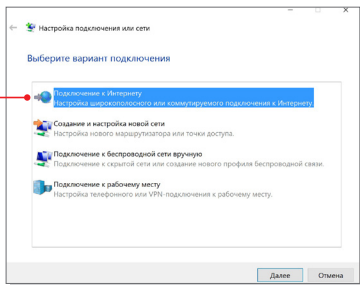 Настройка подключения или сети
Выберите вариант подключения
Подключение к Интернету
Настройка широкополосного или коммутируемого подключения к Интернету.
Создание и настройка новой сети
Настройка нового маршрутизатора или точки доступа.
Подключение к беспроводной сети вручную
Подключение к скрытой сети или создание нового профиля беспроводной связи.
Подключение к рабочему месту
Настройка телефонного или VPN-подключения к рабочему месту.
Далее Отмена